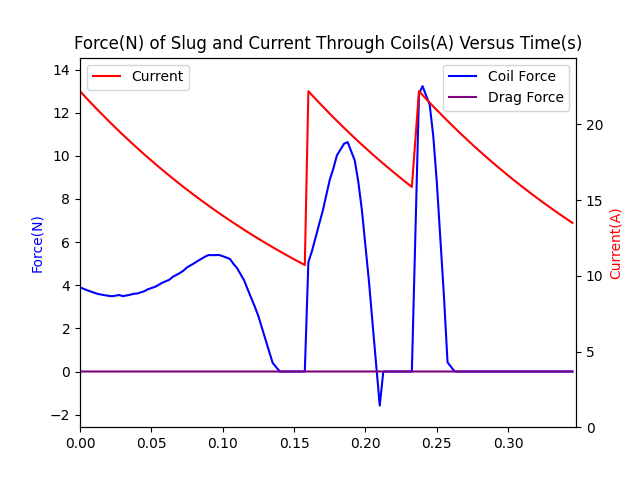 Force(N) of Slug and Current Through Coils(A) Versus Time(s)
Current
Coil Force
Drag Force
14
12
10
8
6
4
2
0
−2
Force(N)
20
15
10
5
0
Current(A)
0.00 0.05 0.10 0.15 0.20 0.25 0.30